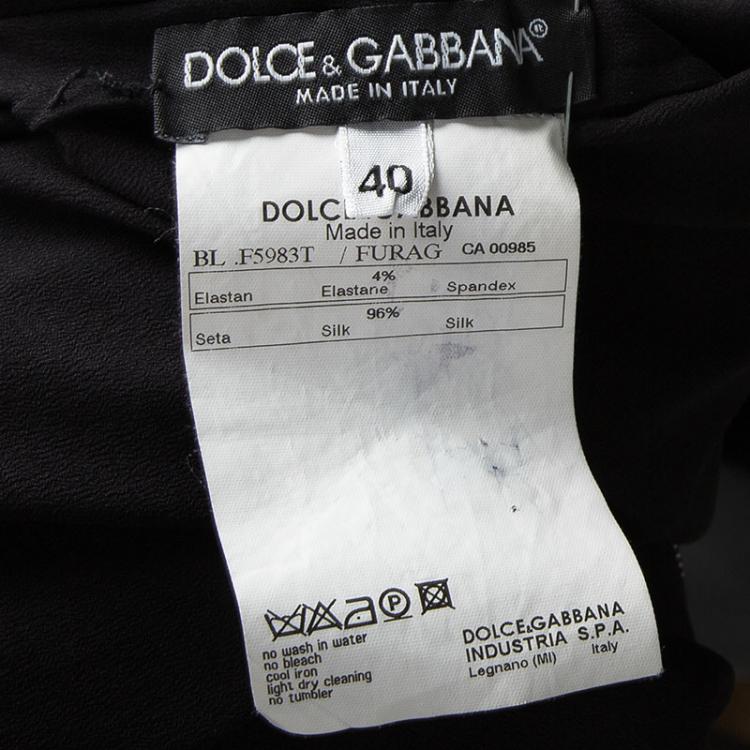 DOLCE & GABBANA®
MADE IN ITALY
40
DOLCE&GABBANA
Made in Italy
BL .F5983T / FURAG CA 00985
4%
Elastan Elastane Spandex
96%
Seta Silk Silk
P
no wash in water
no bleach
cool iron
light dry cleaning
no tumbler
DOLCE&GABBANA
INDUSTRIA S.P.A.
Legnano (MI) Italy